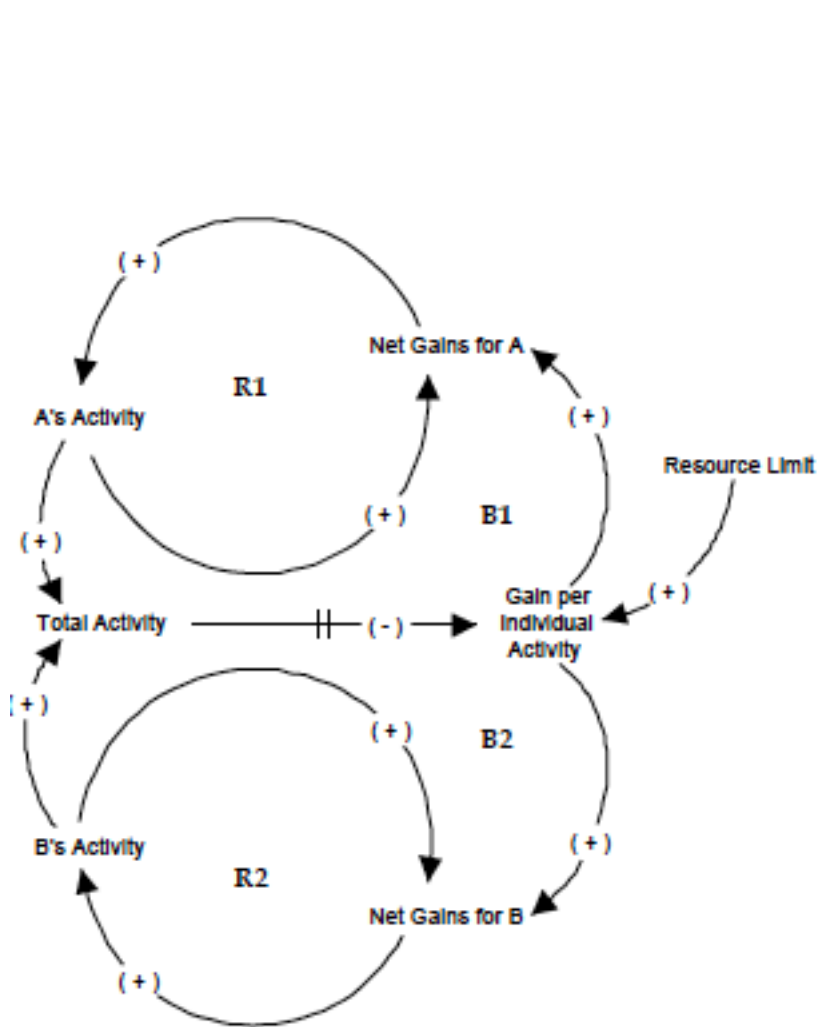 ( + )
Net Gains for A
R1
A's Activity
( + )
Resource Limit
( + )
B1
( + )
Gain per
( + )
Total Activity
( - )
Individual
Activity
( + )
( + )
B2
B's Activity
( + )
R2
Net Gains for B
( + )